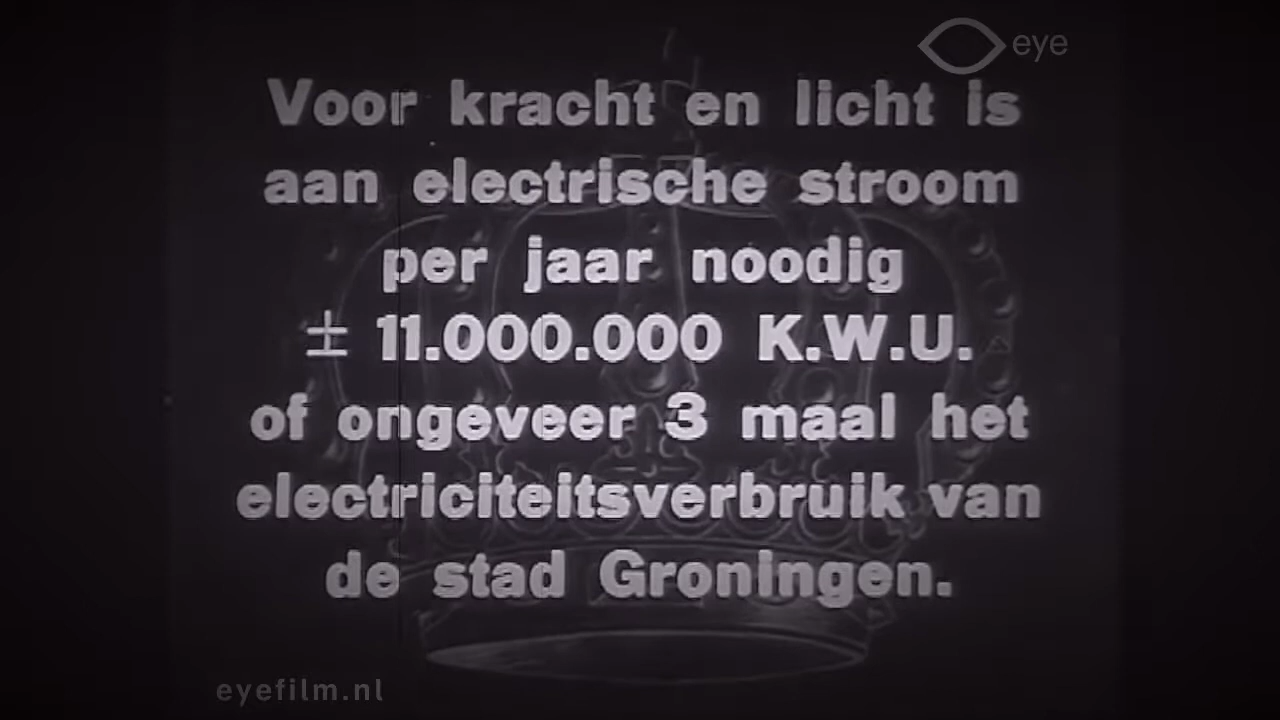 eye
Voor kracht en licht is
aan electrische stroom
per jaar noodig
± 11.000.000 K.W.U.
of ongeveer 3 maal het
electriciteitsverbruik van
de stad Groningen.
eyefilm.nl